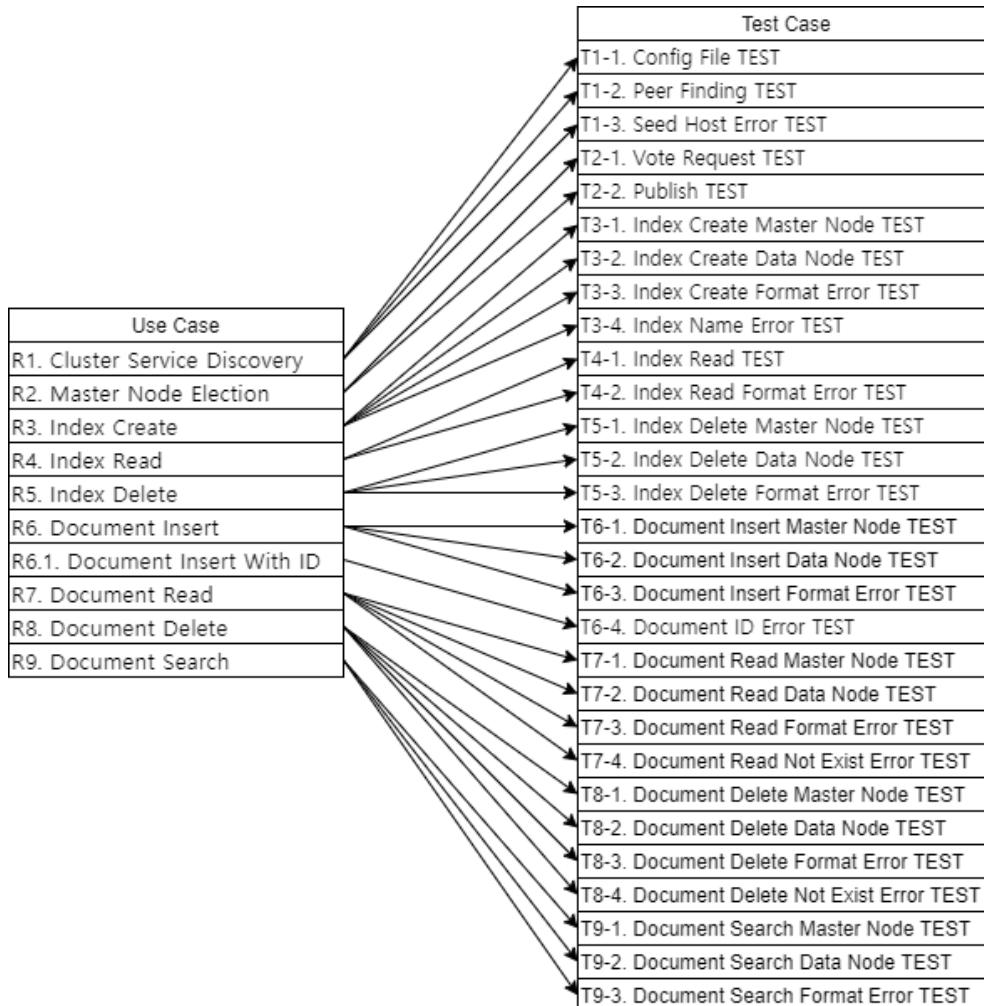 Test Case
T1-1. Config File TEST
T1-2. Peer Finding TEST
T1-3. Seed Host Error TEST
T2-1. Vote Request TEST
T2-2. Publish TEST
T3-1. Index Create Master Node TEST
T3-2. Index Create Data Node TEST
T3-3. Index Create Format Error TEST
T3-4. Index Name Error TEST
T4-1. Index Read TEST
T4-2. Index Read Format Error TEST
T5-1. Index Delete Master Node TEST
T5-2. Index Delete Data Node TEST
T5-3. Index Delete Format Error TEST
T6-1. Document Insert Master Node TEST
T6-2. Document Insert Data Node TEST
T6-3. Document Insert Format Error TEST
T6-4. Document ID Error TEST
T7-1. Document Read Master Node TEST
T7-2. Document Read Data Node TEST
T7-3. Document Read Format Error TEST
T7-4. Document Read Not Exist Error TEST
T8-1. Document Delete Master Node TEST
T8-2. Document Delete Data Node TEST
T8-3. Document Delete Format Error TEST
T8-4. Document Delete Not Exist Error TEST
T9-1. Document Search Master Node TEST
T9-2. Document Search Data Node TEST
T9-3. Document Search Format Error TEST
Use Case
R1. Cluster Service Discovery
R2. Master Node Election
R3. Index Create
R4. Index Read
R5. Index Delete
R6. Document Insert
R6.1. Document Insert With ID
R7. Document Read
R8. Document Delete
R9. Document Search